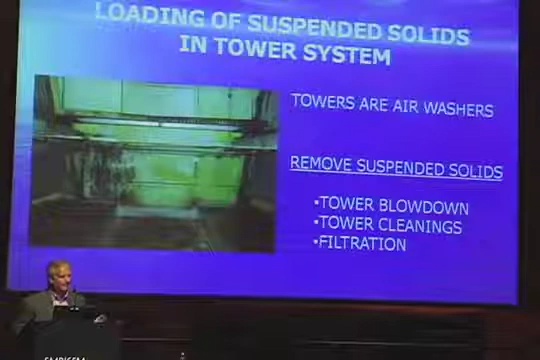 LOADING OF SUSPENDED SOLIDS
IN TOWER SYSTEM
TOWERS ARE AIR WASHERS
REMOVE SUSPENDED SOLIDS
•TOWER BLOWDOWN
•TOWER CLEANINGS
•FILTRATION